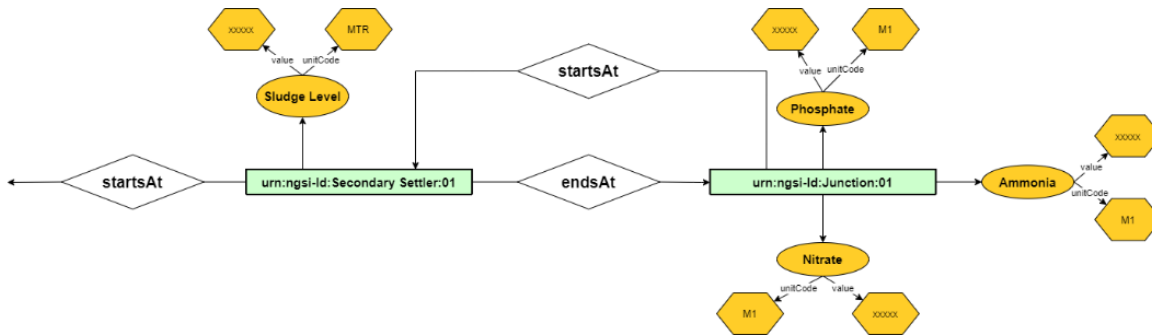 xxxxx
MTR
value
unitCode
Sludge Level
startsAt
xxxxx
M1
value
unitCode
Phosphate
xxxxx
value
unitCode
M1
Ammonia
startsAt
urn:ngsi-ld:Secondary Settler:01
endsAt
urn:ngsi-ld:Junction:01
Nitrate
unitCode
value
M1
xxxxx